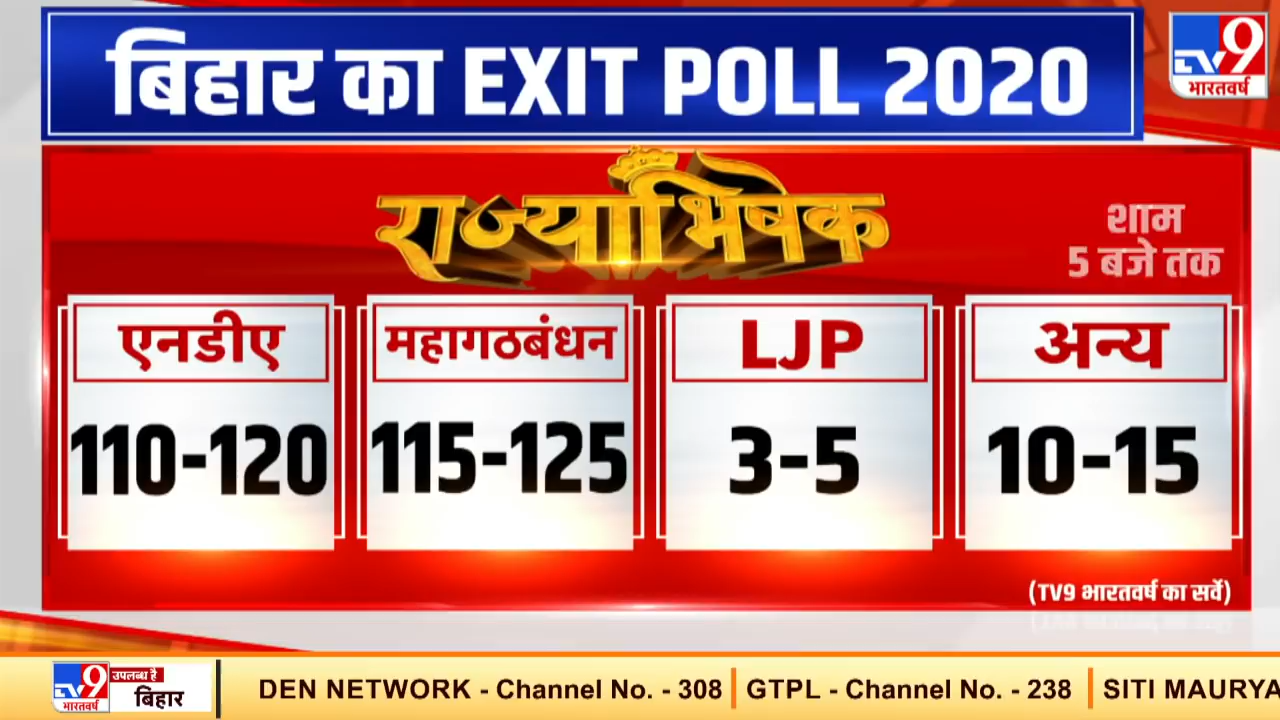 बिहार का EXIT POLL 2020
TV9
भारतवर्ष
राज्याभिषेक
शाम
5 बजे तक
एनडीए
110-120
महागठबंधन
115-125
LJP
3-5
अन्य
10-15
(TV9 भारतवर्ष का सर्वे)
TV9
भारतवर्ष
उपलब्ध है
बिहार
DEN NETWORK - Channel No. - 308 | GTPL - Channel No. - 238 | SITI MAURYA